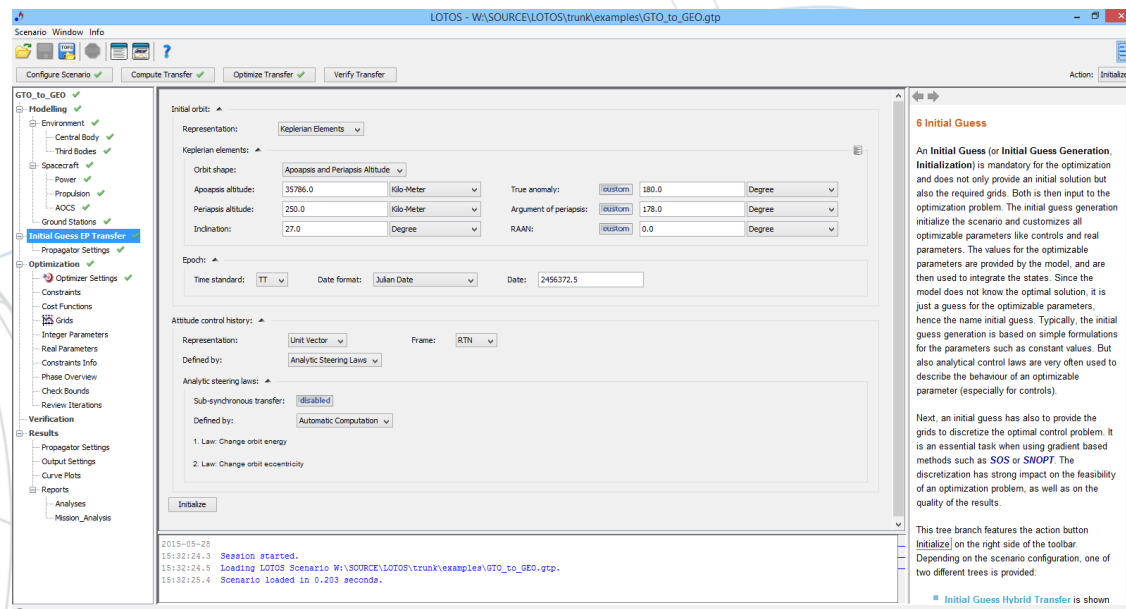 LOTOS - W:\SOURCE\LOTOS\trunk\examples\GTO_to_GEO.gtp
Scenario Window Info
Configure Scenario
Compute Transfer
Optimize Transfer
Verify Transfer
Action: Initialize
GTO_to_GEO
Modelling
Environment
Central Body
Third Bodies
Spacecraft
Power
Propulsion
AOCS
Ground Stations
Initial Guess EP Transfer
Propagator Settings
Optimization
Optimizer Settings
Constraints
Cost Functions
Grids
Integer Parameters
Real Parameters
Constraints Info
Phase Overview
Check Bounds
Review Iterations
Verification
Results
Propagator Settings
Output Settings
Curve Plots
Reports
Analyses
Mission_Analysis
Initial orbit:
Representation: Keplerian Elements
Keplerian elements:
Orbit shape: Apoapsis and Periapsis Altitude
Apoapsis altitude: 35786.0 Kilo-Meter True anomaly: custom 180.0 Degree
Periapsis altitude: 250.0 Kilo-Meter Argument of periapsis: custom 178.0 Degree
Inclination: 27.0 Degree RAAN: custom 0.0 Degree
Epoch:
Time standard: TT Date format: Julian Date Date: 2456372.5
Attitude control history:
Representation: Unit Vector Frame: RTN
Defined by: Analytic Steering Laws
Analytic steering laws:
Sub-synchronous transfer: disabled
Defined by: Automatic Computation
1. Law: Change orbit energy
2. Law: Change orbit eccentricity
Initialize
2015-05-28
15:32:24.3 Session started.
15:32:24.5 Loading LOTOS Scenario W:\SOURCE\LOTOS\trunk\examples\GTO_to_GEO.gtp.
15:32:25.4 Scenario loaded in 0.203 seconds.
6 Initial Guess
An Initial Guess (or Initial Guess Generation,
Initialization) is mandatory for the optimization
and does not only provide an initial solution but
also the required grids. Both is then input to the
optimization problem. The initial guess generation
initialize the scenario and customizes all
optimizable parameters like controls and real
parameters. The values for the optimizable
parameters are provided by the model, and are
then used to integrate the states. Since the
model does not know the optimal solution, it is
just a guess for the optimizable parameters,
hence the name initial guess. Typically, the initial
guess generation is based on simple formulations
for the parameters such as constant values. But
also analytical control laws are very often used to
describe the behaviour of an optimizable
parameter (especially for controls).
Next, an initial guess has also to provide the
grids to discretize the optimal control problem. It
is an essential task when using gradient based
methods such as SOS or SNOPT. The
discretization has strong impact on the feasibility
of an optimization problem, as well as on the
quality of the results.
This tree branch features the action button
Initialize on the right side of the toolbar.
Depending on the scenario configuration, one of
two different trees is provided:
Initial Guess Hybrid Transfer is shown